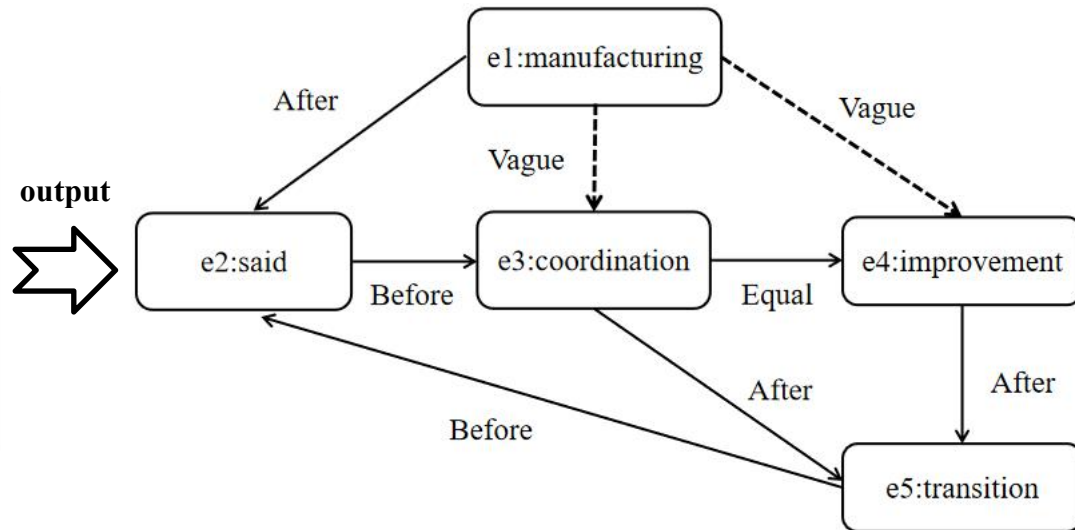 e1:manufacturing
After
Vague
Vague
output
e2:said
e3:coordination
e4:improvement
Before
Equal
After
After
Before
e5:transition